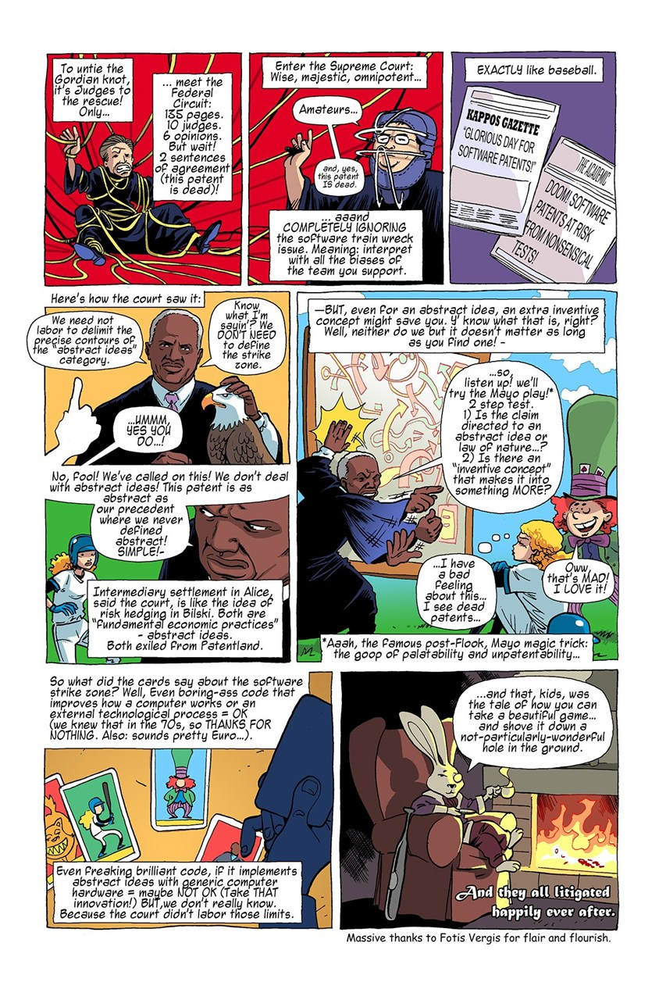 To untie the
Gordian knot,
it's Judges to
the rescue!
Only...
... meet the
Federal
Circuit:
135 pages.
10 judges.
6 opinions.
But wait!
2 sentences
of agreement
(this patent
is dead)!
Enter the Supreme Court:
Wise, majestic, omnipotent...
Amateurs...
and, yes,
this patent
IS dead.
... aaand
COMPLETELY IGNORING
the software train wreck
issue. Meaning: interpret
with all the biases of
the team you support.
EXACTLY like baseball.
KAPPOS GAZETTE
"GLORIOUS DAY FOR
SOFTWARE PATENTS!"
THE ACADEMIC
DOOM! SOFTWARE
PATENTS AT RISK
FROM NONSENSICAL
TESTS!
Here's how the court saw it:
We need not
labor to delimit the
precise contours of
the "abstract ideas"
category.
Know
what I'm
sayin'? We
DON'T NEED
to define
the strike
zone.
...UMMM,
YES YOU
DO...!
—BUT, even for an abstract idea, an extra inventive
concept might save you. Y' know what that is, right?
Well, neither do we but it doesn't matter as long
as you find one! -
...so,
listen up! we'll
try the Mayo play!*
2 step test.
1) Is the claim
directed to an
abstract idea or
law of nature...?
2) Is there an
"inventive concept"
that makes it into
something MORE?
...I have
a bad
feeling
about this...
I see dead
patents...
Oww,
that's MAD!
I LOVE it!
*Aaah, the famous post-Flook, Mayo magic trick:
the goop of palatability and unpatentability...
No, fool! We've called on this! We don't deal
with abstract ideas! This patent is as
abstract as
our precedent
where we never
defined
abstract!
SIMPLE!-
Intermediary settlement in Alice,
said the court, is like the idea of
risk hedging in Bilski. Both are
"fundamental economic practices"
- abstract ideas.
Both exiled from Patentland.
So what did the cards say about the software
strike zone? Well, Even boring-ass code that
improves how a computer works or an
external technological process = OK
(we knew that in the 70s, so THANKS FOR
NOTHING. Also: sounds pretty Euro...).
Even freaking brilliant code, if it implements
abstract ideas with generic computer
hardware = maybe NOT OK (Take THAT
innovation!) BUT,we don't really know.
Because the court didn't labor those limits.
...and that, kids, was
the tale of how you can
take a beautiful game...
and shove it down a
not-particularly-wonderful
hole in the ground.
And they all litigated
happily ever after.
Massive thanks to Fotis Vergis for flair and flourish.